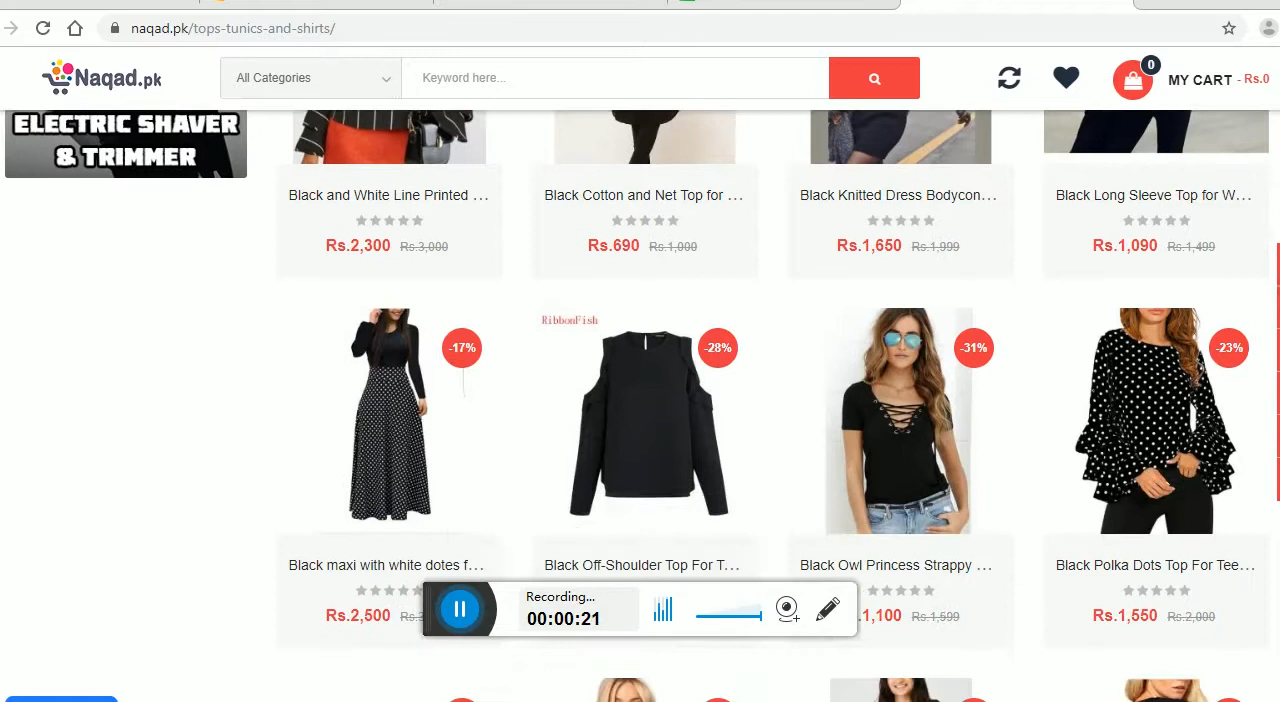 naqad.pk/tops-tunics-and-shirts/
Naqad.pk
All Categories
Keyword here...
0
MY CART - Rs.0
ELECTRIC SHAVER
& TRIMMER
Black and White Line Printed ...
Rs.2,300 Rs.3,000
Black Cotton and Net Top for ...
Rs.690 Rs.1,000
Black Knitted Dress Bodycon...
Rs.1,650 Rs.1,999
Black Long Sleeve Top for W...
Rs.1,090 Rs.1,499
-17%
RibbonFish
-28%
-31%
-23%
Black maxi with white dotes f...
Rs.2,500
Black Off-Shoulder Top For T...
Black Owl Princess Strappy ...
1,100 Rs.1,599
Black Polka Dots Top For Tee...
Rs.1,550 Rs.2,000
Recording...
00:00:21